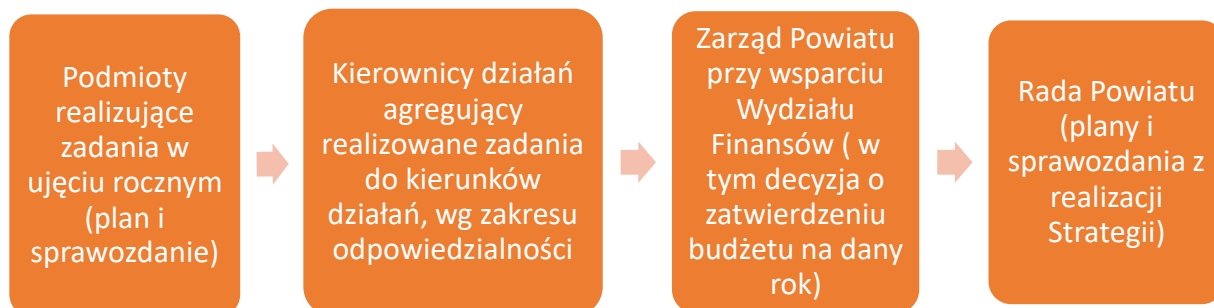 Podmioty
realizujące
zadania w
ujęciu rocznym
(plan i
sprawozdanie)
Kierownicy działań
agregujący
realizowane zadania
do kierunków
działań, wg zakresu
odpowiedzialności
Zarząd Powiatu
przy wsparciu
Wydziału
Finansów ( w
tym decyzja o
zatwierdzeniu
budżetu na dany
rok)
Rada Powiatu
(plany i
sprawozdania z
realizacji
Strategii)